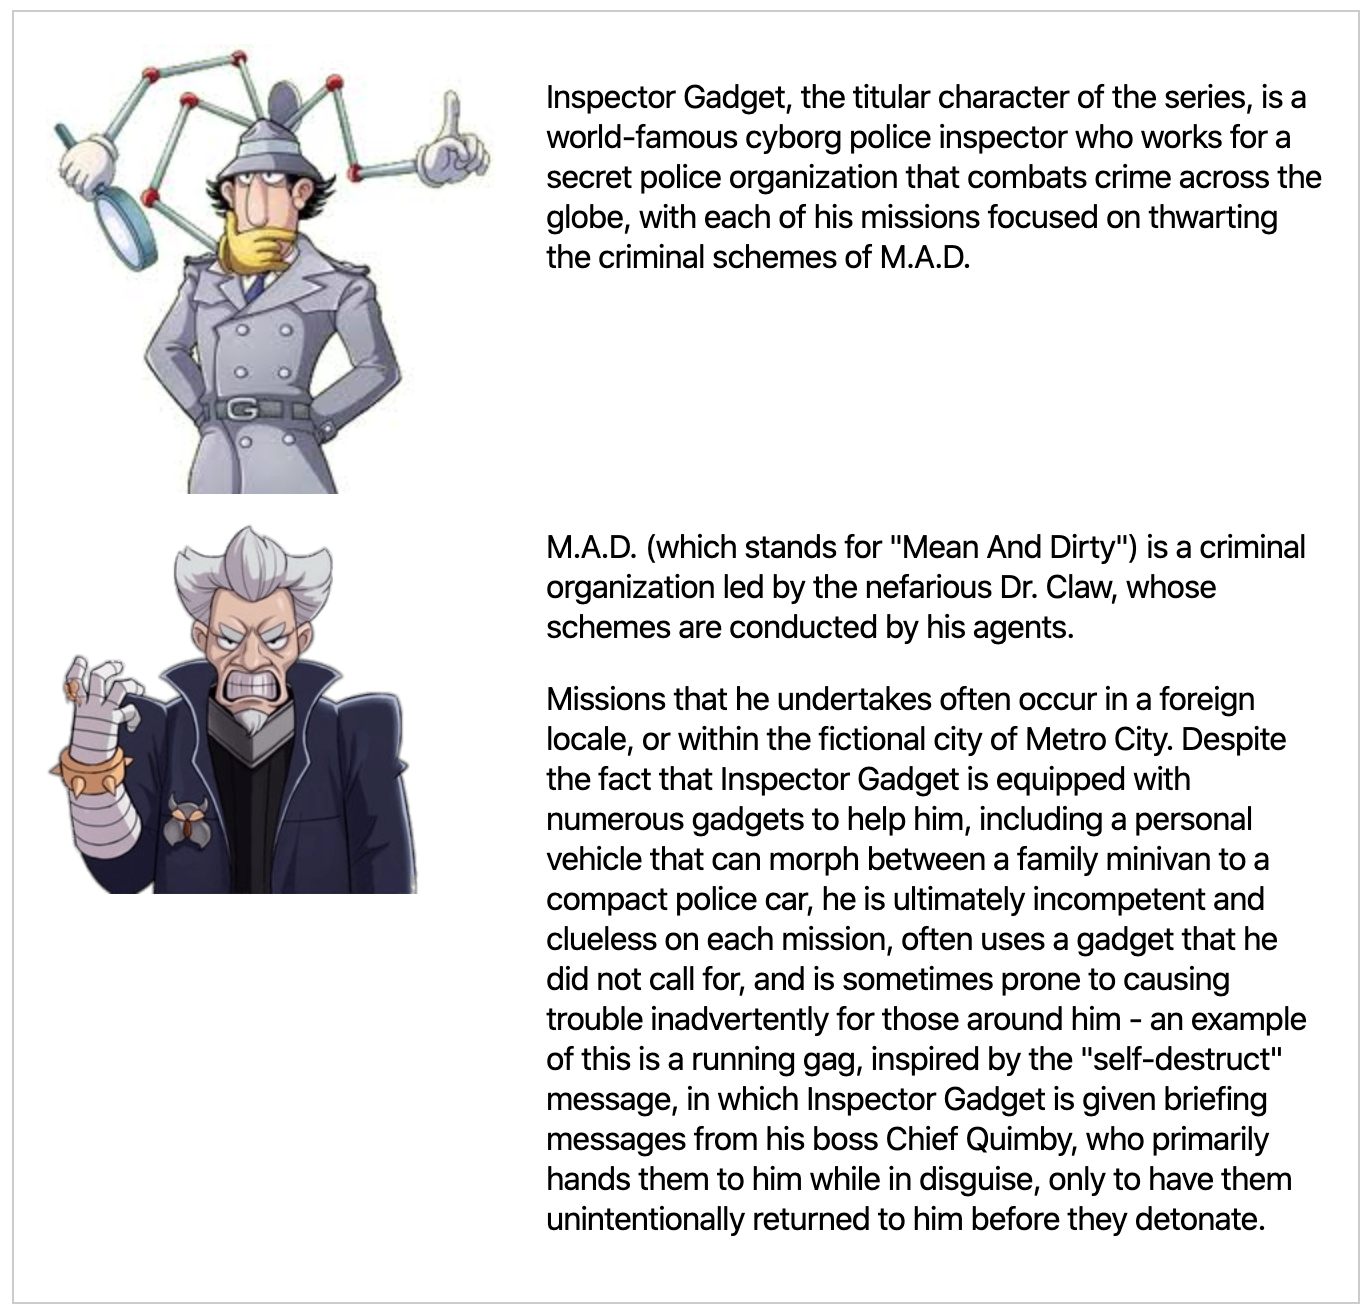 Inspector Gadget, the titular character of the series, is a
world-famous cyborg police inspector who works for a
secret police organization that combats crime across the
globe, with each of his missions focused on thwarting
the criminal schemes of M.A.D.
G
M.A.D. (which stands for "Mean And Dirty") is a criminal
organization led by the nefarious Dr. Claw, whose
schemes are conducted by his agents.
Missions that he undertakes often occur in a foreign
locale, or within the fictional city of Metro City. Despite
the fact that Inspector Gadget is equipped with
numerous gadgets to help him, including a personal
vehicle that can morph between a family minivan to a
compact police car, he is ultimately incompetent and
clueless on each mission, often uses a gadget that he
did not call for, and is sometimes prone to causing
trouble inadvertently for those around him - an example
of this is a running gag, inspired by the "self-destruct"
message, in which Inspector Gadget is given briefing
messages from his boss Chief Quimby, who primarily
hands them to him while in disguise, only to have them
unintentionally returned to him before they detonate.